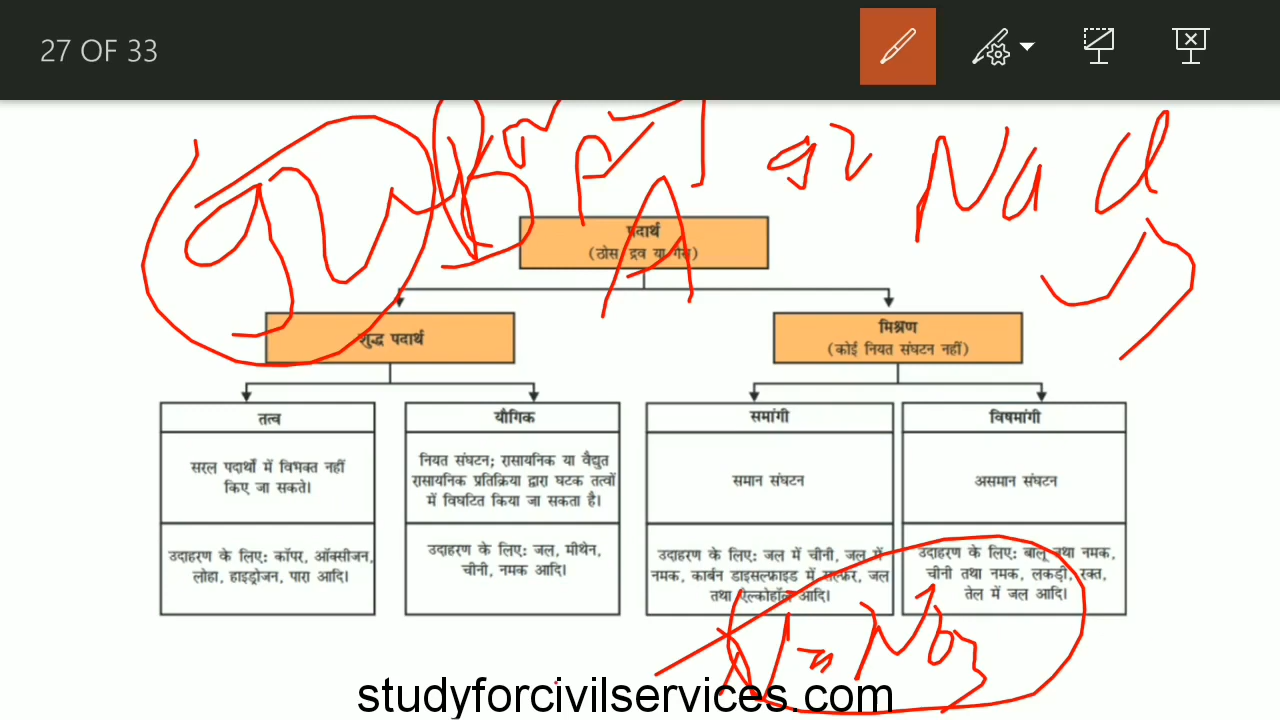 27 OF 33
Na Cl
पदार्थ
(ठोस, द्रव या गैस)
शुद्ध पदार्थ
मिश्रण
(कोई नियत संघटन नहीं)
तत्व
सरल पदार्थों में विभक्त नहीं
किए जा सकते।
उदाहरण के लिए: कॉपर, ऑक्सीजन,
लोहा, हाइड्रोजन, पारा आदि।
यौगिक
नियत संघटन; रासायनिक या वैद्युत
रासायनिक प्रतिक्रिया द्वारा घटक तत्वों
में विघटित किया जा सकता है।
उदाहरण के लिए: जल, मीथेन,
चीनी, नमक आदि।
समांगी
समान संघटन
उदाहरण के लिए: जल में चीनी, जल में
नमक, कार्बन डाइसल्फ़ाइड में सल्फ़र, जल
तथा ऐल्कोहॉल आदि।
विषमांगी
असमान संघटन
उदाहरण के लिए: बालू तथा नमक,
चीनी तथा नमक, लकड़ी, रक्त,
तेल में जल आदि।
studyforcivilservices.com